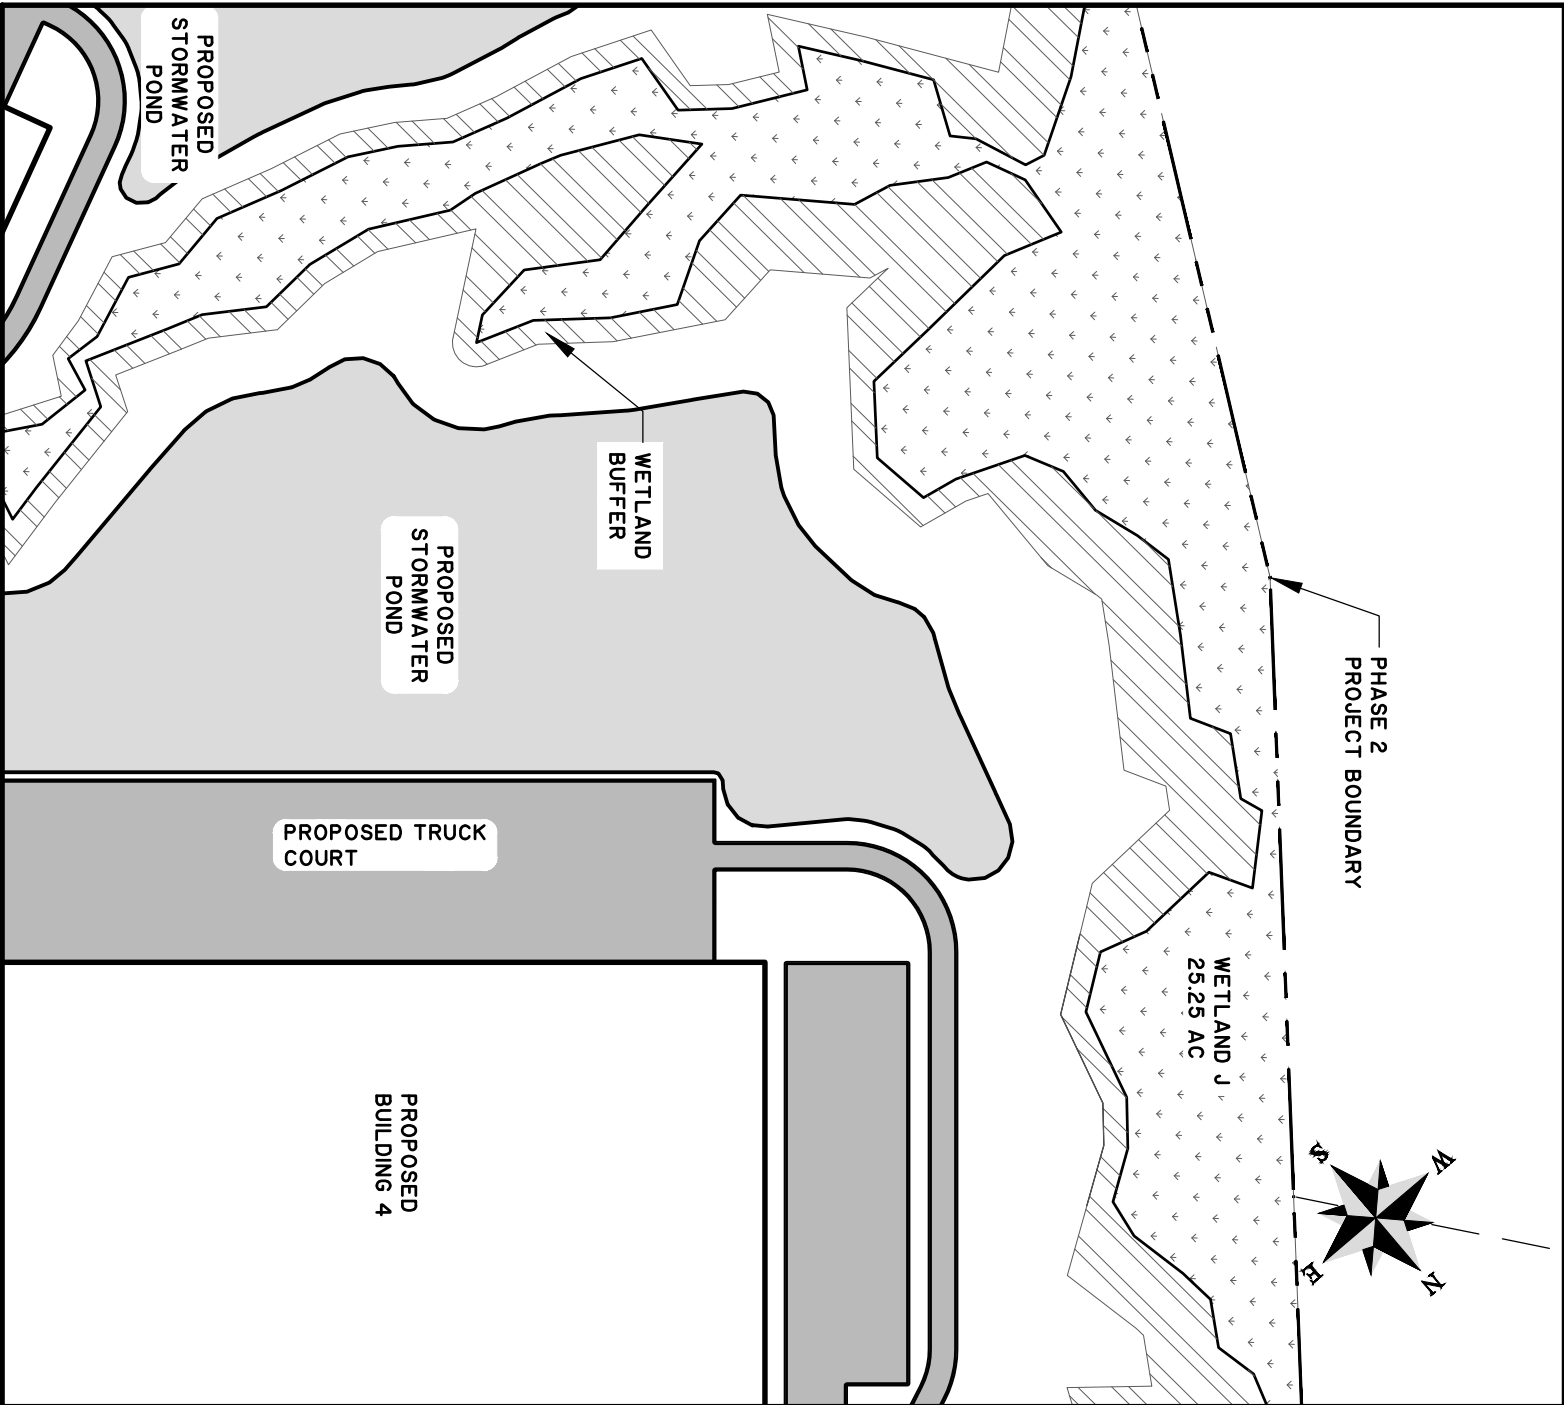 PROPOSED
STORMWATER
POND
WETLAND
BUFFER
PROPOSED
STORMWATER
POND
PHASE 2
PROJECT BOUNDARY
PROPOSED TRUCK
COURT
WETLAND J
25.25 AC
PROPOSED
BUILDING 4
W
S
N
E